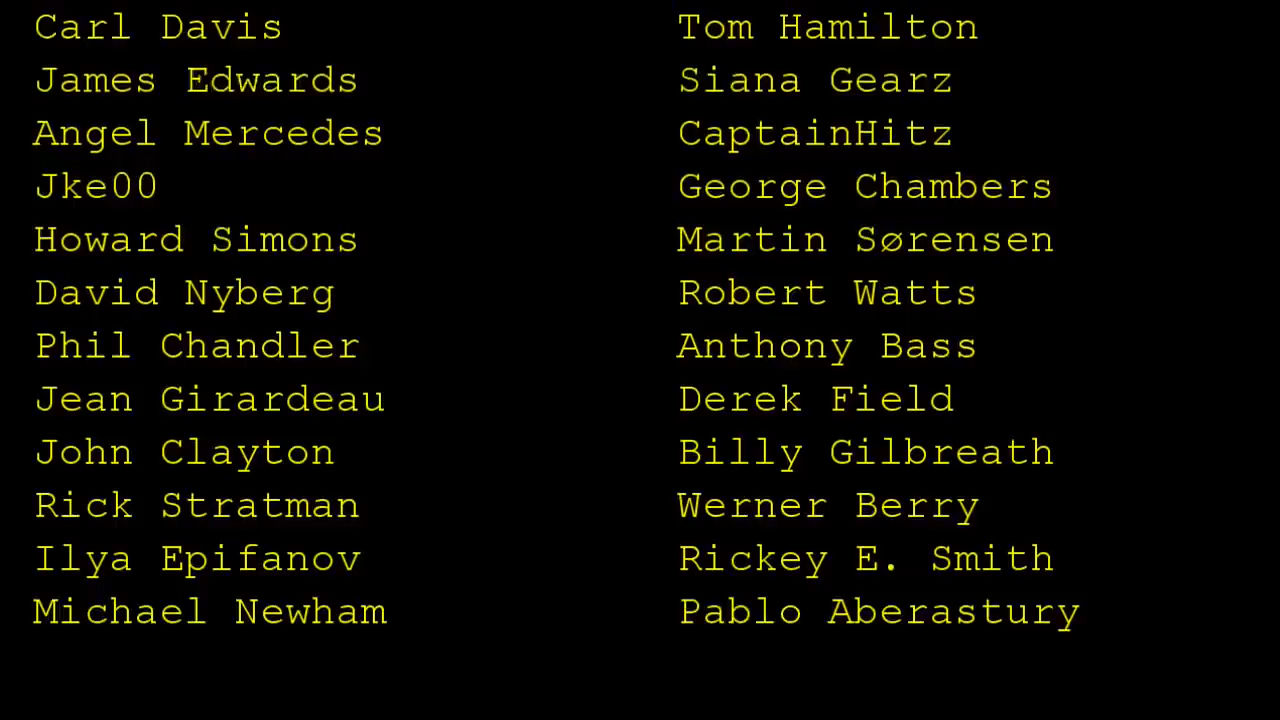 Carl Davis
James Edwards
Angel Mercedes
Jke00
Howard Simons
David Nyberg
Phil Chandler
Jean Girardeau
John Clayton
Rick Stratman
Ilya Epifanov
Michael Newham
Tom Hamilton
Siana Gearz
CaptainHitz
George Chambers
Martin Sørensen
Robert Watts
Anthony Bass
Derek Field
Billy Gilbreath
Werner Berry
Rickey E. Smith
Pablo Aberastury